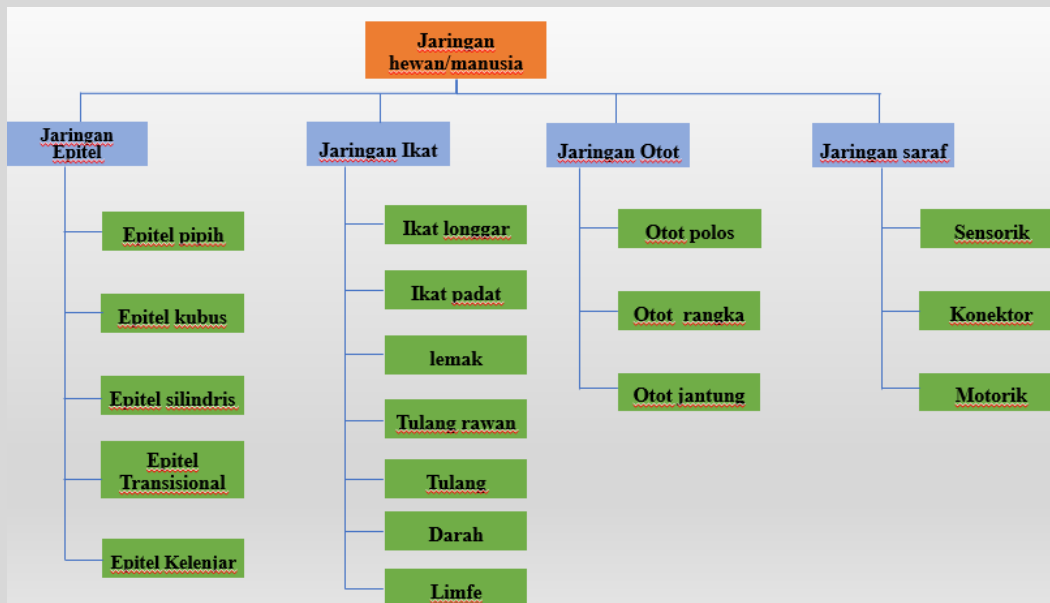 Jaringan
hewan/manusia
Jaringan
Epitel
Jaringan Ikat
Jaringan Otot
Jaringan saraf
Epitel pipih
Epitel kubus
Epitel silindris
Epitel
Transisional
Epitel Kelenjar
Ikat longgar
Ikat padat
lemak
Tulang rawan
Tulang
Darah
Limfe
Otot polos
Otot rangka
Otot jantung
Sensorik
Konektor
Motorik